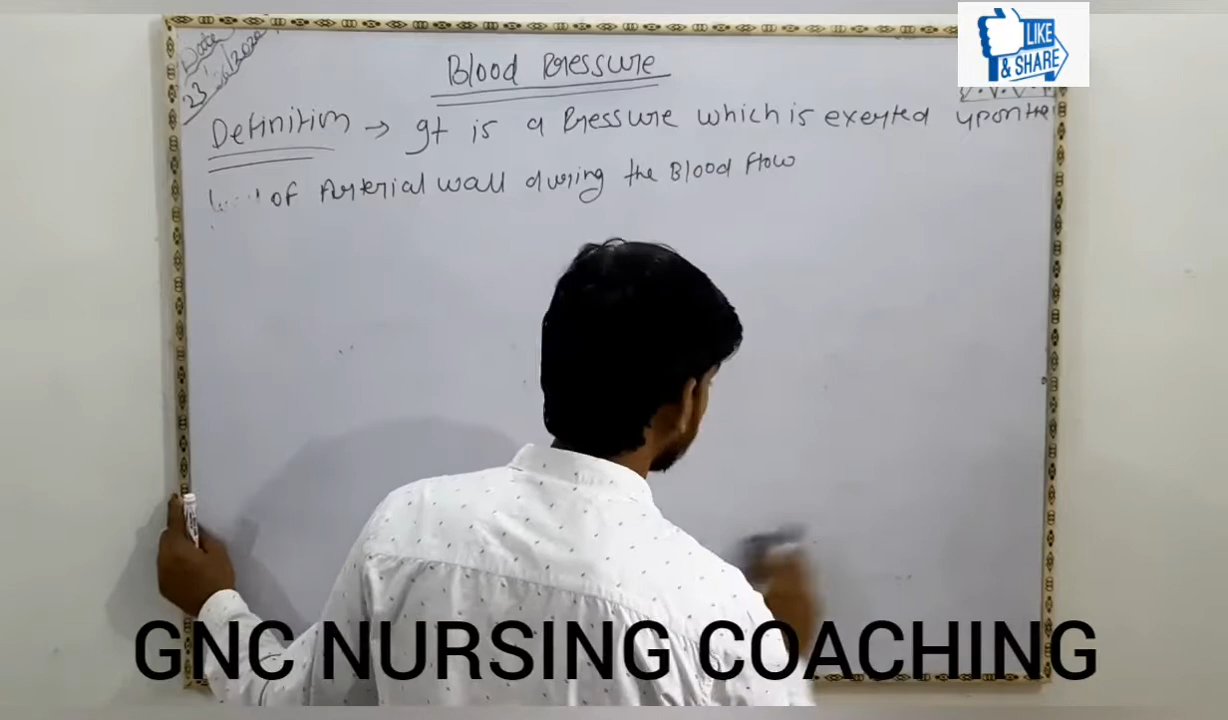 Date
LIKE
& SHARE
Blood Pressure
Definition → It is a Pressure which is exerted upon the
of Arterial wall during the Blood flow
GNC NURSING COACHING